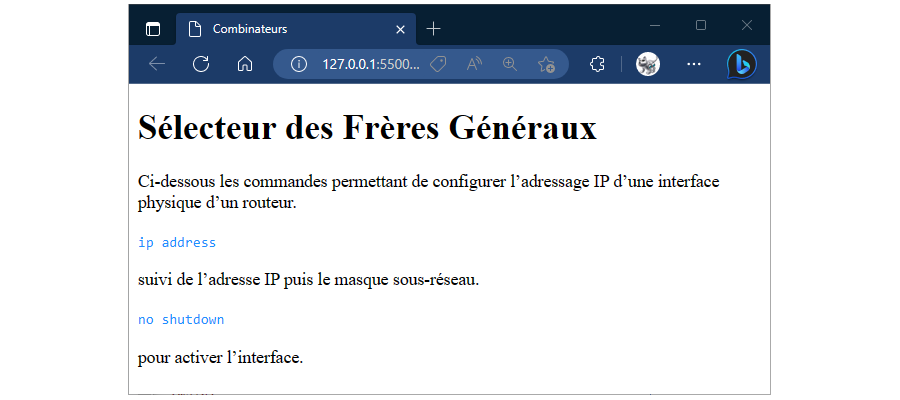 Combinateurs
127.0.0.1:5500...
Sélecteur des Frères Généraux
Ci-dessous les commandes permettant de configurer l’adressage IP d’une interface
physique d’un routeur.
ip address
suivi de l’adresse IP puis le masque sous-réseau.
no shutdown
pour activer l’interface.